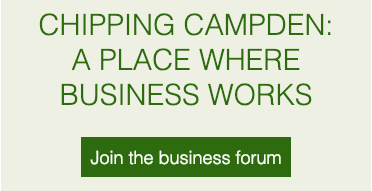 CHIPPING CAMPDEN:
A PLACE WHERE
BUSINESS WORKS
Join the business forum